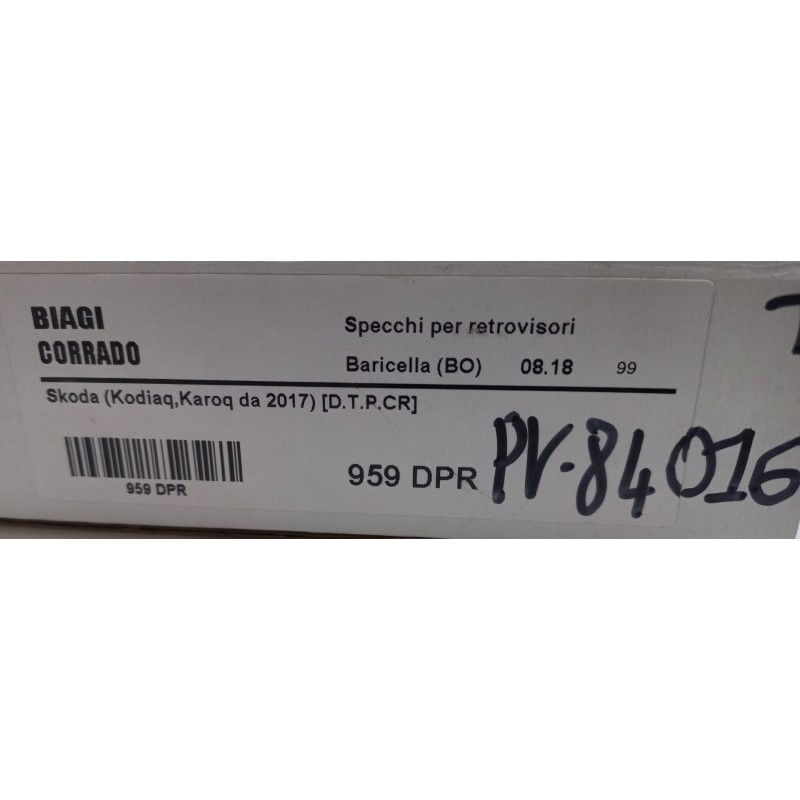 BIAGI
CORRADO
Specchi per retrovisori
Baricella (BO) 08.18 99
Skoda (Kodiaq,Karoq da 2017) [D.T.P.CR]
959 DPR
959 DPR
PV-84016